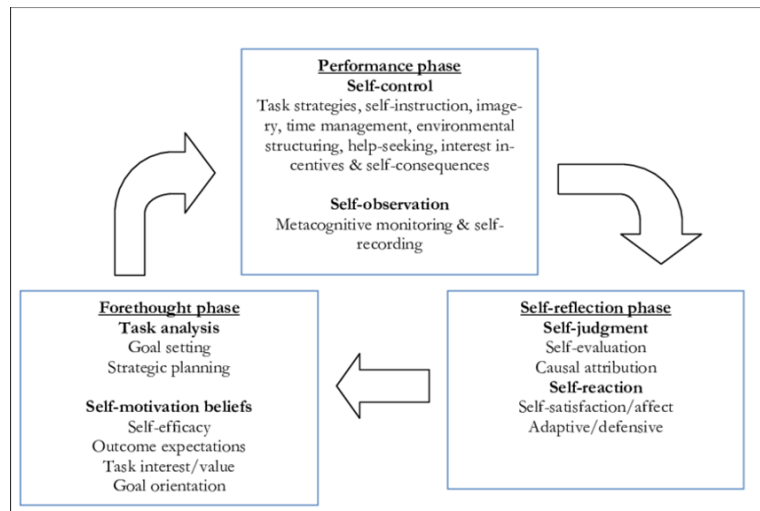 Performance phase
Self-control
Task strategies, self-instruction, image-
ry, time management, environmental
structuring, help-seeking, interest in-
centives & self-consequences
Self-observation
Metacognitive monitoring & self-
recording
Forethought phase
Task analysis
Goal setting
Strategic planning
Self-motivation beliefs
Self-efficacy
Outcome expectations
Task interest/value
Goal orientation
Self-reflection phase
Self-judgment
Self-evaluation
Causal attribution
Self-reaction
Self-satisfaction/affect
Adaptive/defensive